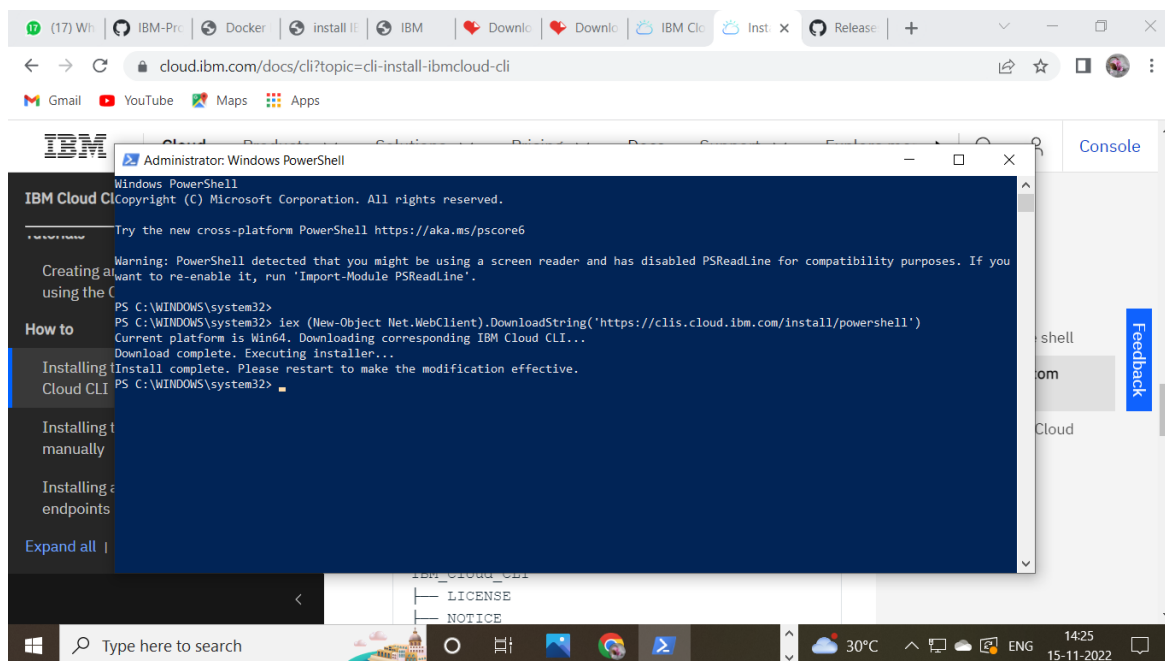 (17) Wh
IBM-Pro
Docker
install IE
IBM
Downlo
Downlo
IBM Clo
Inst
Release
cloud.ibm.com/docs/cli?topic=cli-install-ibmcloud-cli
Gmail
YouTube
Maps
Apps
IBM
Console
Administrator: Windows PowerShell
IBM Cloud Cl
Creating an
using the C
How to
Installing t
Cloud CLI
Installing t
manually
Installing a
endpoints
Expand all |
Windows PowerShell
Copyright (C) Microsoft Corporation. All rights reserved.
Try the new cross-platform PowerShell https://aka.ms/pscore6
Warning: PowerShell detected that you might be using a screen reader and has disabled PSReadLine for compatibility purposes. If you
want to re-enable it, run 'Import-Module PSReadLine'.
PS C:\WINDOWS\system32>
PS C:\WINDOWS\system32> iex (New-Object Net.WebClient).DownloadString('https://clis.cloud.ibm.com/install/powershell')
Current platform is Win64. Downloading corresponding IBM Cloud CLI...
Download complete. Executing installer...
Install complete. Please restart to make the modification effective.
PS C:\WINDOWS\system32>
shell
om
Cloud
Feedback
IBM_Cloud_CLI
├── LICENSE
├── NOTICE
Type here to search
30°C
ENG
14:25
15-11-2022